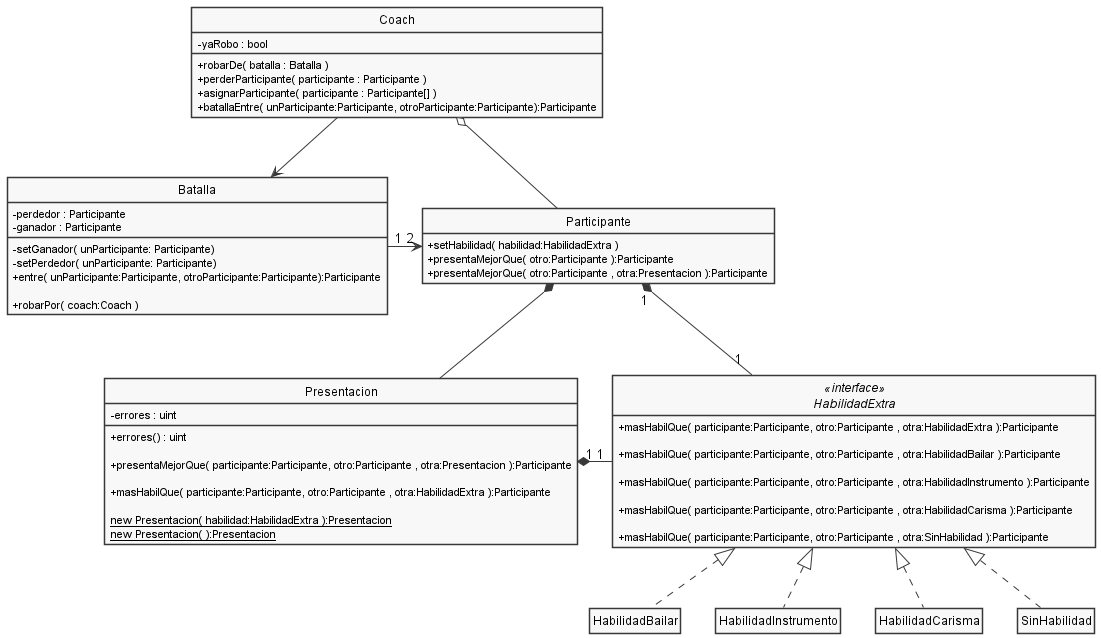 Coach
-yaRobo : bool
+robarDe( batalla : Batalla )
+perderParticipante( participante : Participante )
+asignarParticipante( participante : Participante[] )
+batallaEntre( unParticipante:Participante, otroParticipante:Participante):Participante
Batalla
-perdedor : Participante
-ganador : Participante
-setGanador( unParticipante: Participante)
-setPerdedor( unParticipante: Participante)
+entre( unParticipante:Participante, otroParticipante:Participante):Participante
+robarPor( coach:Coach )
1 2
Participante
+setHabilidad( habilidad:HabilidadExtra )
+presentaMejorQue( otro:Participante ):Participante
+presentaMejorQue( otro:Participante , otra:Presentacion ):Participante
1
1
Presentacion
-errores : uint
+errores() : uint
+presentaMejorQue( participante:Participante, otro:Participante , otra:Presentacion ):Participante
+masHabilQue( participante:Participante, otro:Participante , otra:HabilidadExtra ):Participante
new Presentacion( habilidad:HabilidadExtra ):Presentacion
new Presentacion( ):Presentacion
1 1
«interface»
HabilidadExtra
+masHabilQue( participante:Participante, otro:Participante , otra:HabilidadExtra ):Participante
+masHabilQue( participante:Participante, otro:Participante , otra:HabilidadBailar ):Participante
+masHabilQue( participante:Participante, otro:Participante , otra:HabilidadInstrumento ):Participante
+masHabilQue( participante:Participante, otro:Participante , otra:HabilidadCarisma ):Participante
+masHabilQue( participante:Participante, otro:Participante , otra:SinHabilidad ):Participante
HabilidadBailar
HabilidadInstrumento
HabilidadCarisma
SinHabilidad